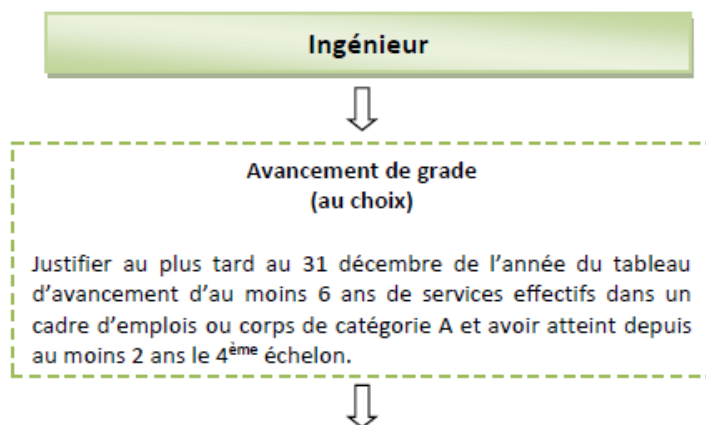 Ingénieur
Avancement de grade
(au choix)
Justifier au plus tard au 31 décembre de l’année du tableau
d’avancement d’au moins 6 ans de services effectifs dans un
cadre d’emplois ou corps de catégorie A et avoir atteint depuis
au moins 2 ans le 4ème échelon.